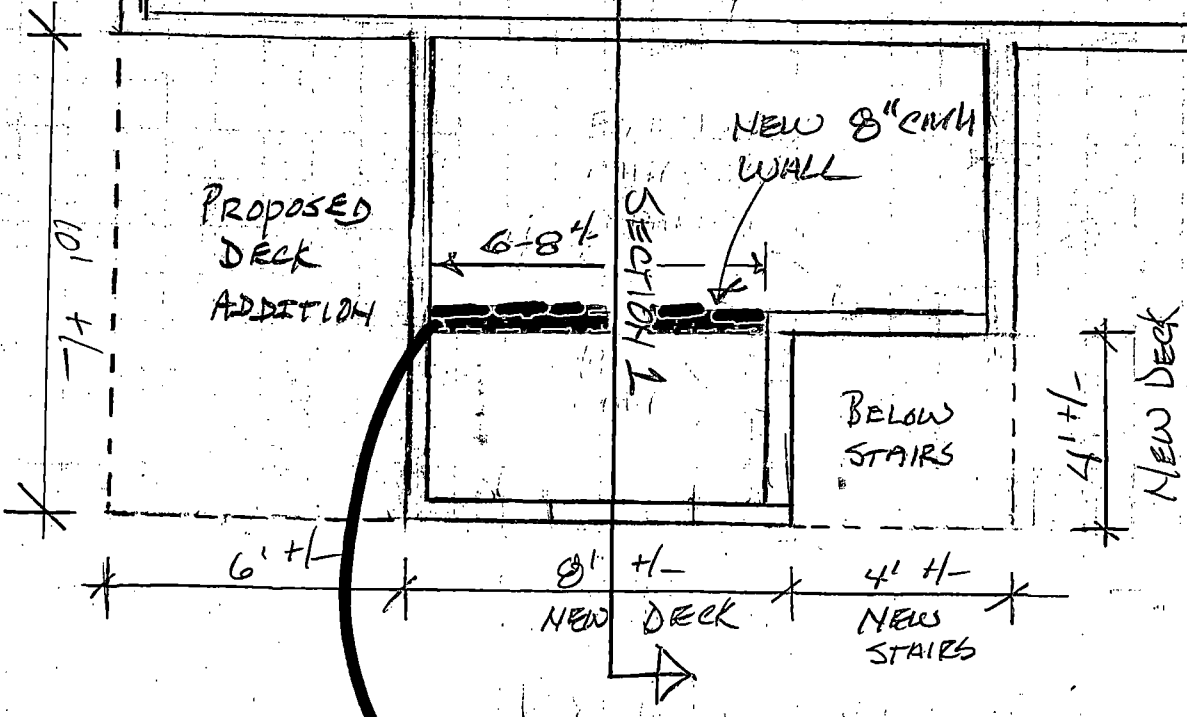 NEW 8" CMU
WALL
PROPOSED
DECK
ADDITION
6-8 +/-
SECTION 1
10' +/-
BELOW
STAIRS
4' +/-
NEW DECK
6' +/-
8' +/-
NEW DECK
4' +/-
NEW
STAIRS